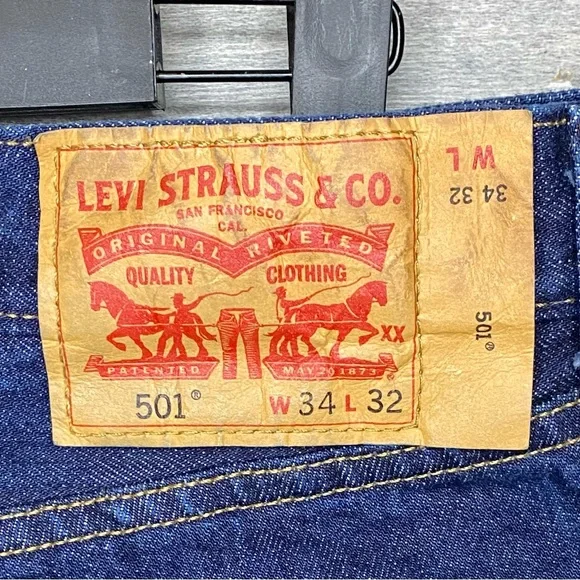 LEVI STRAUSS & CO.
SAN FRANCISCO
CAL.
ORIGINAL RIVETED
QUALITY CLOTHING
XX
PATENTED MAY 20 1873
501® W 34 L 32
W L
34 32
501®